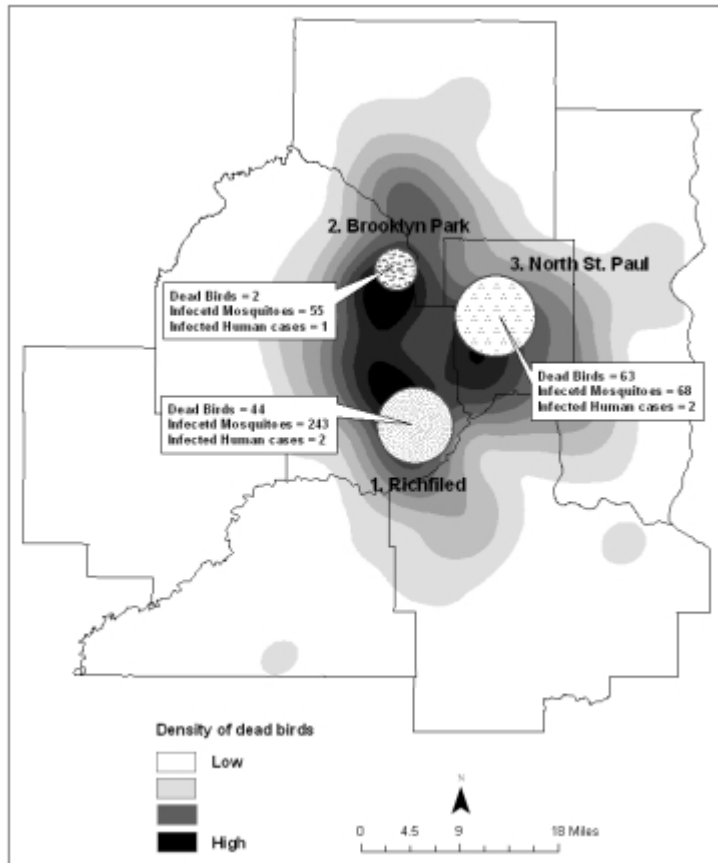 2. Brooklyn Park
3. North St. Paul
Dead Birds = 2
Infecetd Mosquitoes = 55
Infected Human cases = 1
Dead Birds = 63
Infecetd Mosquitoes = 68
Infected Human cases = 2
Dead Birds = 44
Infecetd Mosquitoes = 243
Infected Human cases = 2
1. Richfiled
Density of dead birds
Low
High
N
0 4.5 9 18 Miles